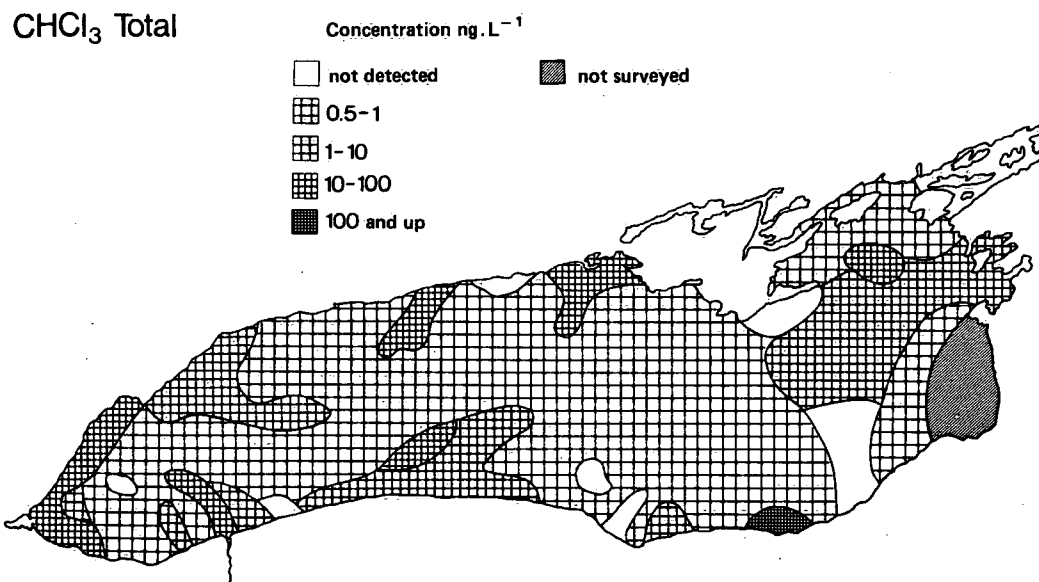 CHCl₃ Total
Concentration ng.L⁻¹
not detected
not surveyed
0.5-1
1-10
10-100
100 and up